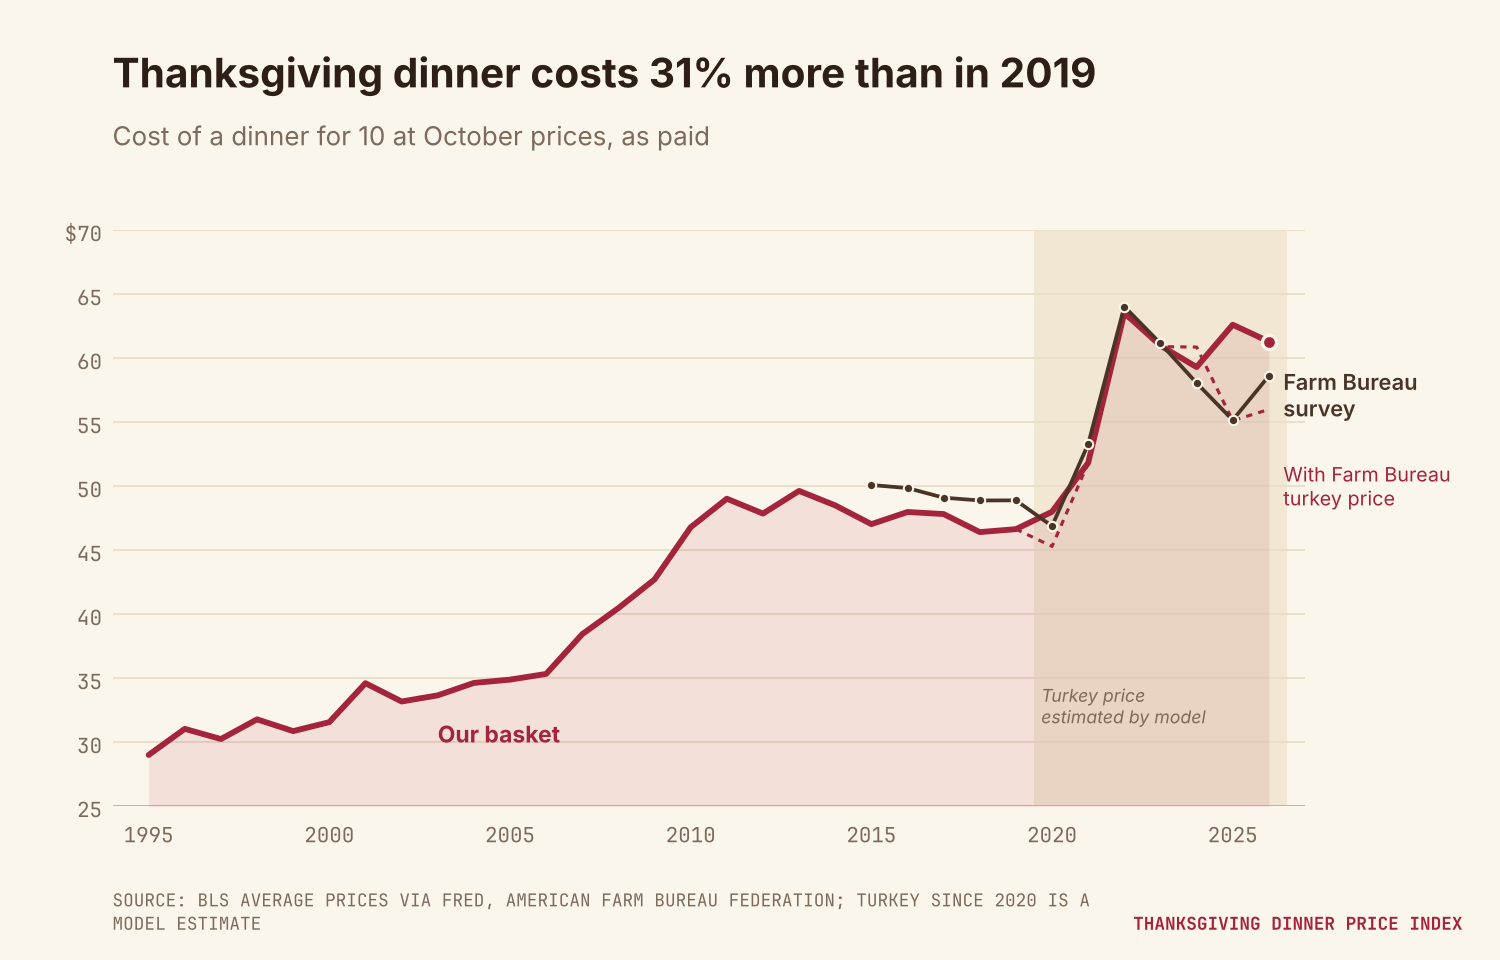 Thanksgiving dinner costs 31% more than in 2019
Cost of a dinner for 10 at October prices, as paid
$70
65
60
55
50
45
40
35
30
25
Farm Bureau
survey
With Farm Bureau
turkey price
Turkey price
estimated by model
Our basket
1995
2000
2005
2010
2015
2020
2025
SOURCE: BLS AVERAGE PRICES VIA FRED, AMERICAN FARM BUREAU FEDERATION; TURKEY SINCE 2020 IS A
MODEL ESTIMATE
THANKSGIVING DINNER PRICE INDEX